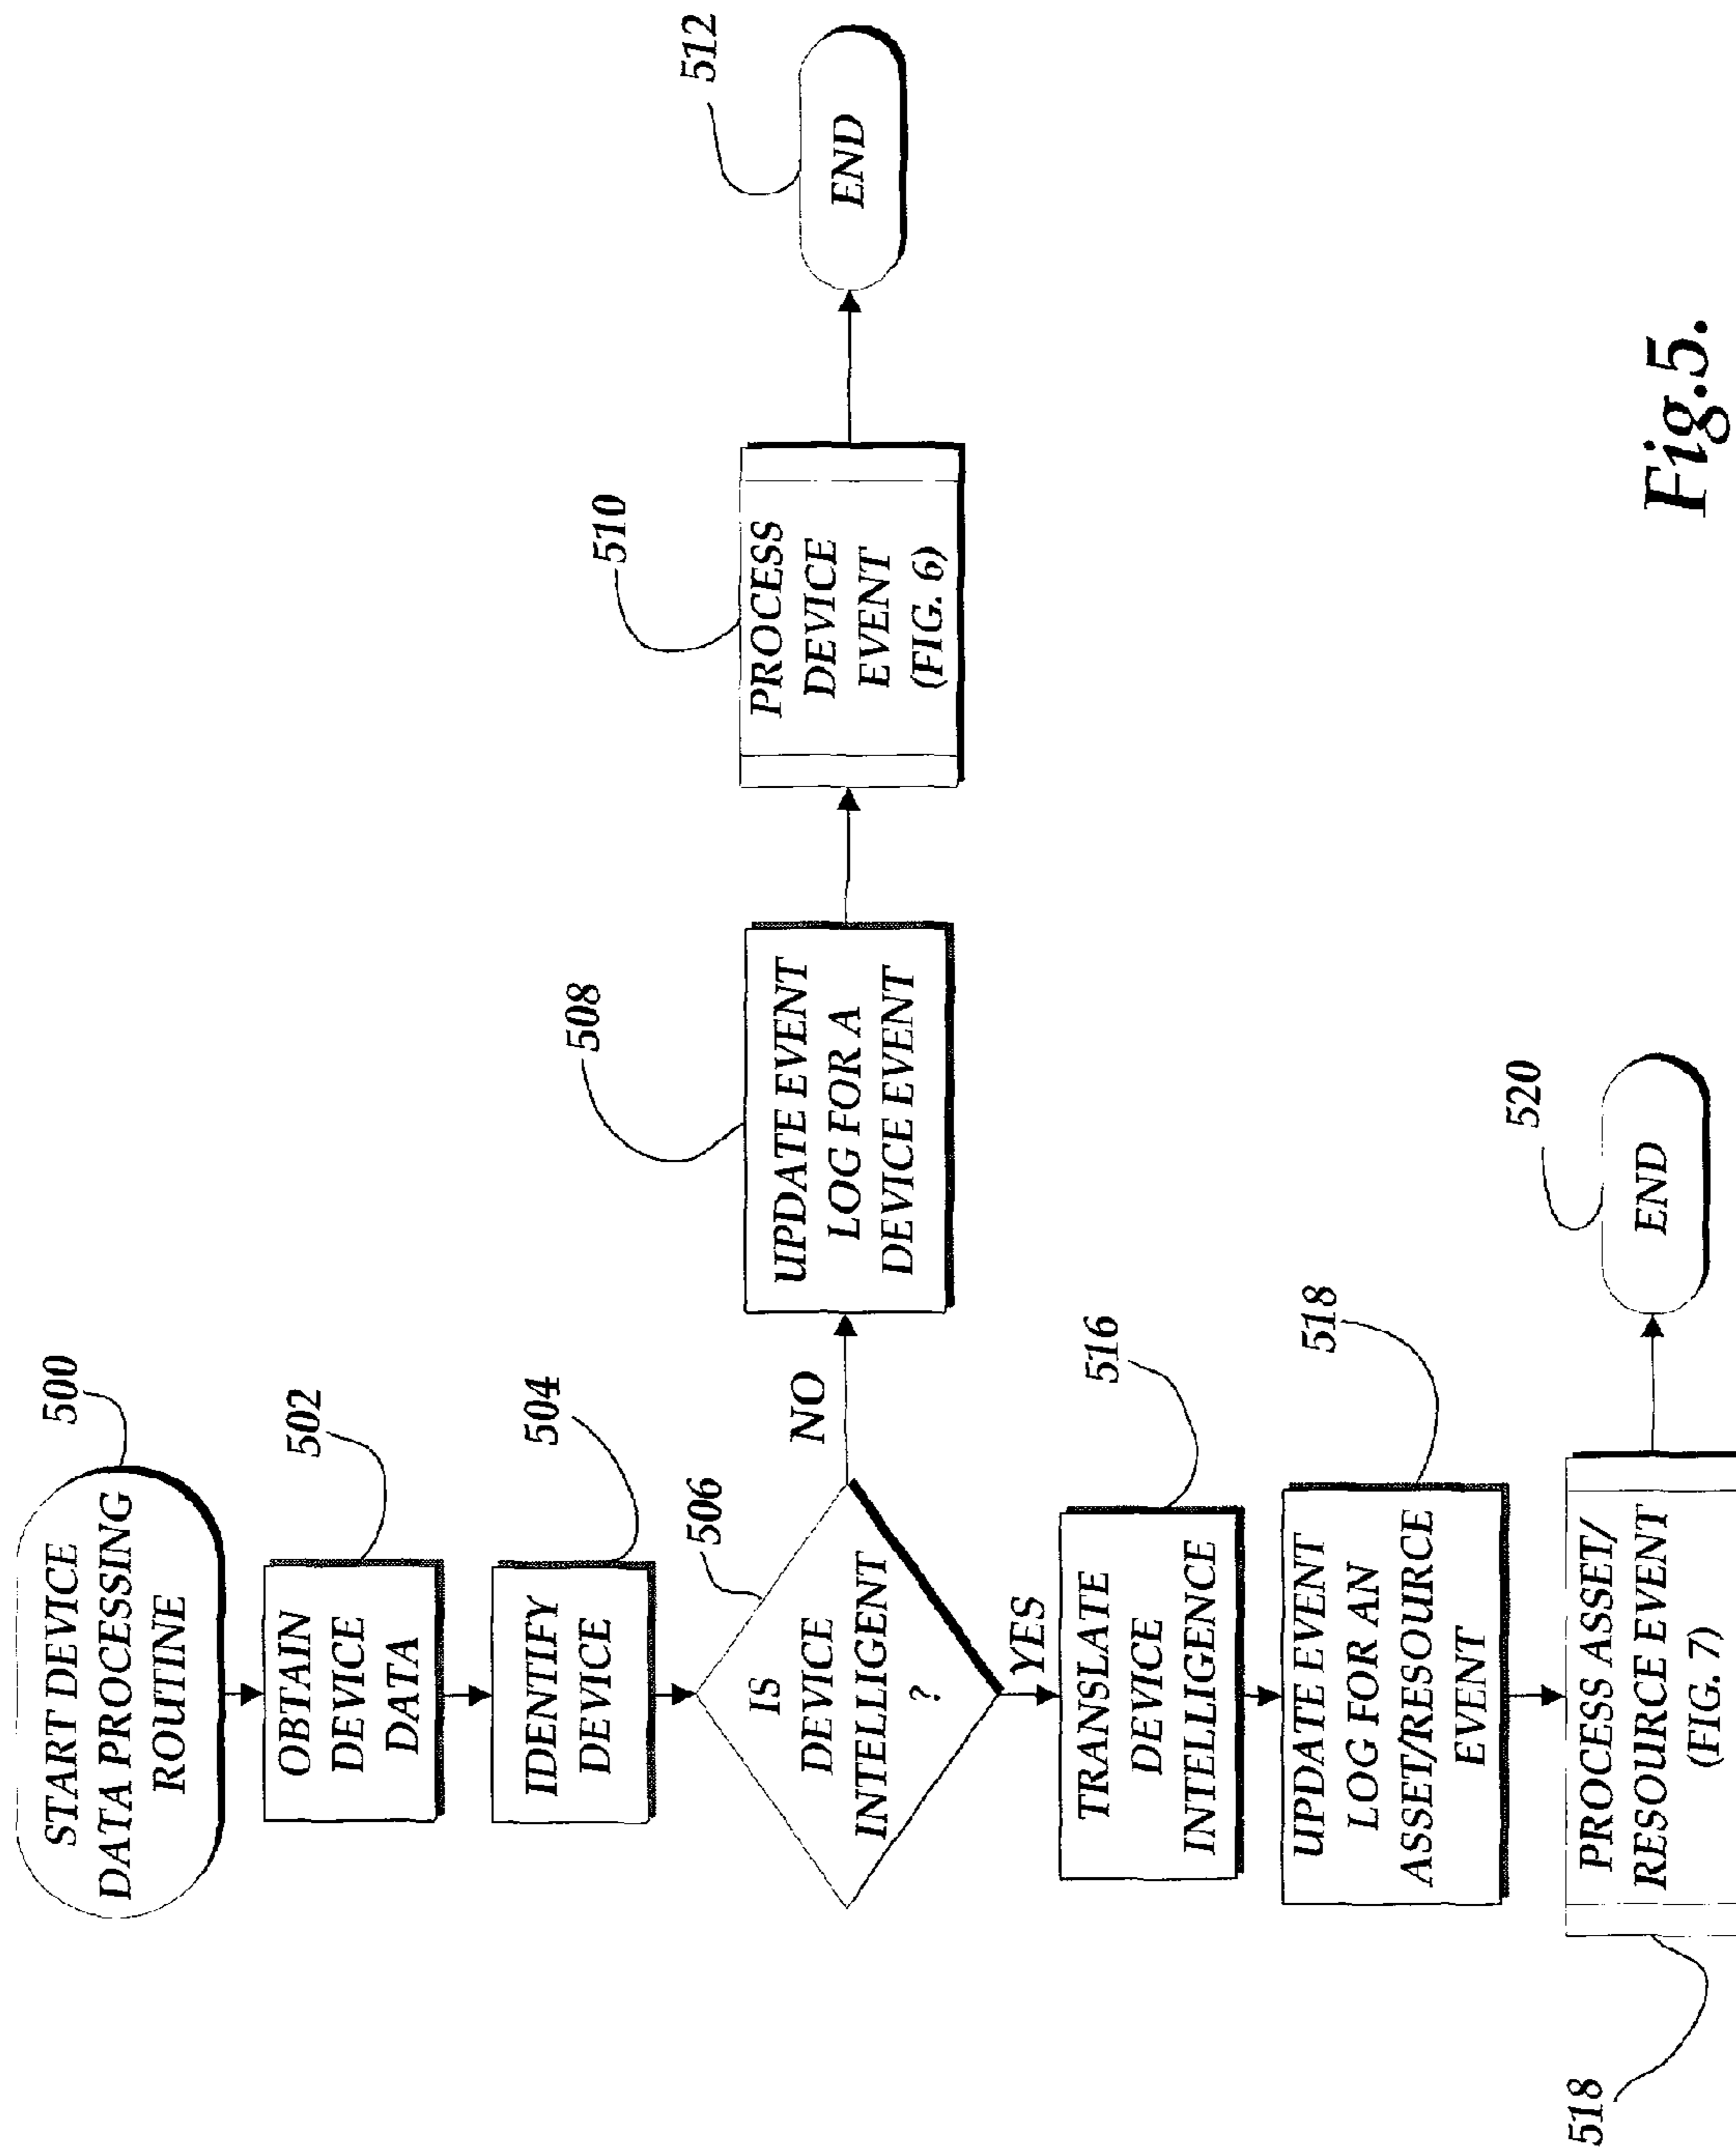 500
START DEVICE
DATA PROCESSING
ROUTINE
502
OBTAIN
DEVICE
DATA
504
IDENTIFY
DEVICE
506
IS
DEVICE
INTELLIGENT
?
NO
508
UPDATE EVENT
LOG FOR A
DEVICE EVENT
510
PROCESS
DEVICE
EVENT
(FIG. 6)
512
END
YES
516
TRANSLATE
DEVICE
INTELLIGENCE
518
UPDATE EVENT
LOG FOR AN
ASSET/RESOURCE
EVENT
518
PROCESS ASSET/
RESOURCE EVENT
(FIG. 7)
520
END
Fig.5.